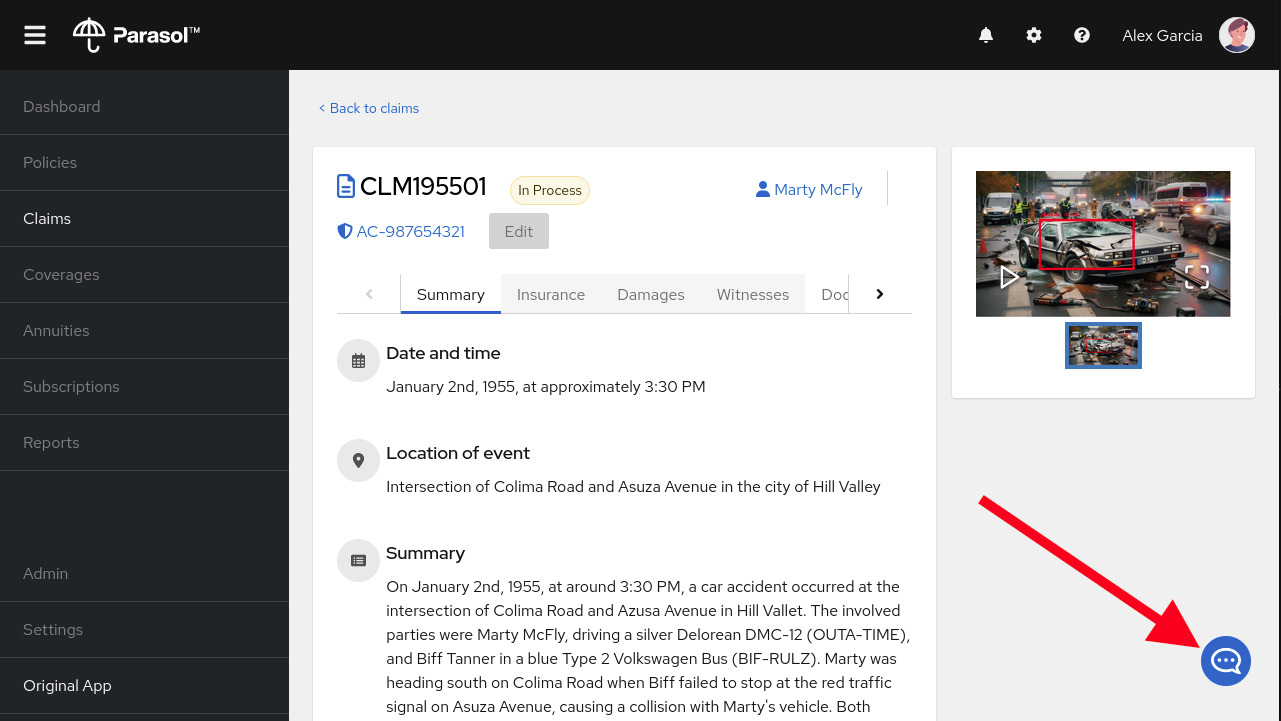 Parasol™
Alex Garcia
Dashboard
Policies
Claims
Coverages
Annuities
Subscriptions
Reports
Admin
Settings
Original App
< Back to claims
CLM195501
In Process
Marty McFly
AC-987654321
Edit
Summary Insurance Damages Witnesses Doc
Date and time
January 2nd, 1955, at approximately 3:30 PM
Location of event
Intersection of Colima Road and Asuza Avenue in the city of Hill Valley
Summary
On January 2nd, 1955, at around 3:30 PM, a car accident occurred at the
intersection of Colima Road and Azusa Avenue in Hill Vallet. The involved
parties were Marty McFly, driving a silver Delorean DMC-12 (OUTA-TIME),
and Biff Tanner in a blue Type 2 Volkswagen Bus (BIF-RULZ). Marty was
heading south on Colima Road when Biff failed to stop at the red traffic
signal on Asuza Avenue, causing a collision with Marty's vehicle. Both